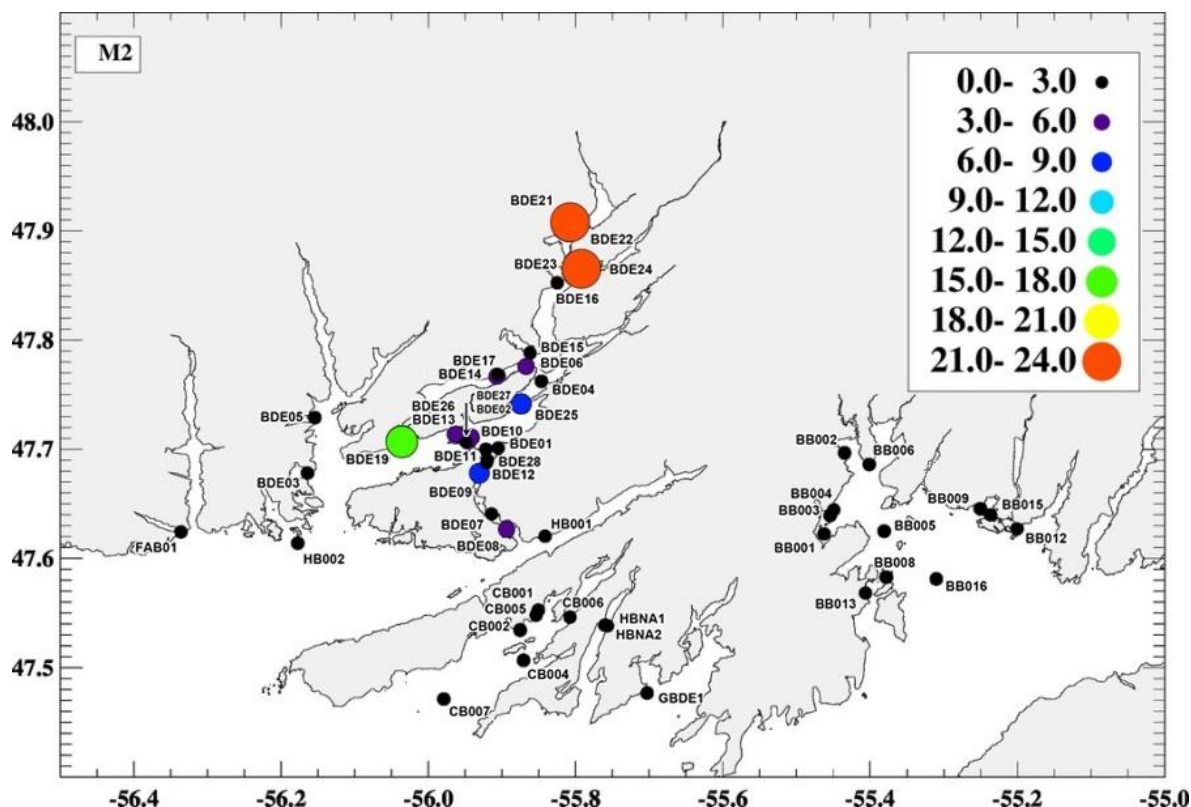 M2
0.0- 3.0
3.0- 6.0
6.0- 9.0
9.0- 12.0
12.0- 15.0
15.0- 18.0
18.0- 21.0
21.0- 24.0
48.0
47.9
47.8
47.7
47.6
47.5
BDE21
BDE22
BDE23
BDE24
BDE16
BDE15
BDE17
BDE06
BDE14
BDE04
BDE27
BDE26
BDE02
BDE25
BDE13
BDE05
BDE10
BDE01
BDE19
BDE11
BDE28
BDE12
BDE03
BDE09
BDE07
HB001
BDE08
FAB01
HB002
BB002
BB006
BB004
BB009
BB015
BB003
BB005
BB012
BB001
BB008
BB016
BB013
CB001
CB006
CB005
HBNA1
CB002
HBNA2
CB004
GBDE1
CB007
-56.4
-56.2
-56.0
-55.8
-55.6
-55.4
-55.2
-55.0